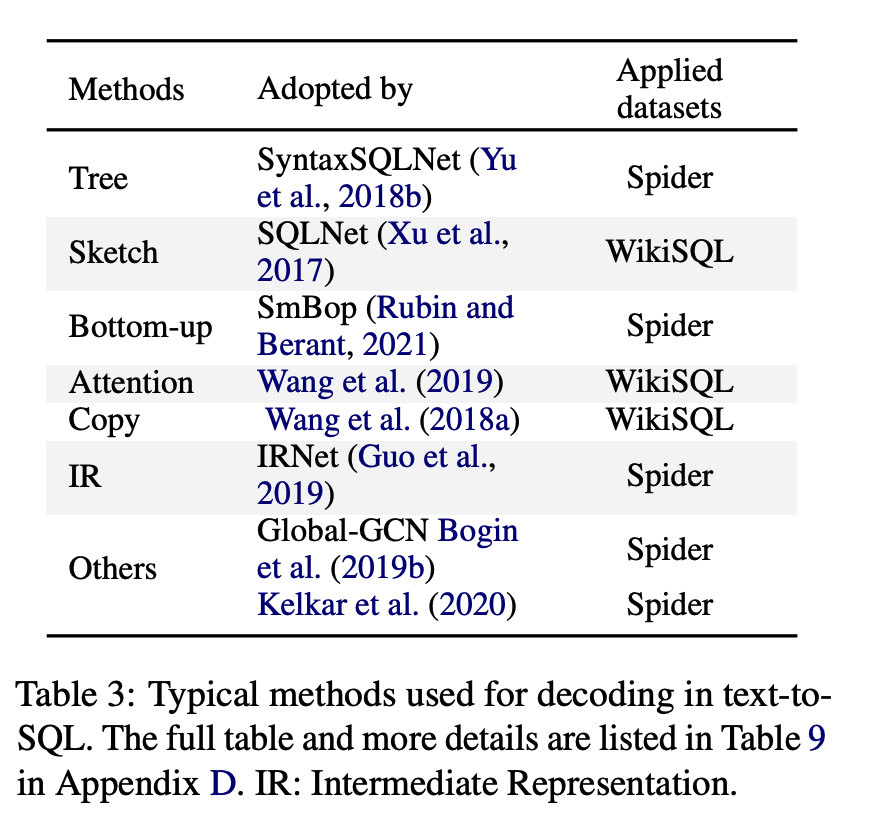 Methods Adopted by Applied
datasets
Tree SyntaxSQLNet (Yu
et al., 2018b) Spider
Sketch SQLNet (Xu et al.,
2017) WikiSQL
Bottom-up SmBop (Rubin and
Berant, 2021) Spider
Attention Wang et al. (2019) WikiSQL
Copy Wang et al. (2018a) WikiSQL
IR IRNet (Guo et al.,
2019) Spider
Others Global-GCN Bogin
et al. (2019b) Spider
Kelkar et al. (2020) Spider
Table 3: Typical methods used for decoding in text-to-
SQL. The full table and more details are listed in Table 9
in Appendix D. IR: Intermediate Representation.